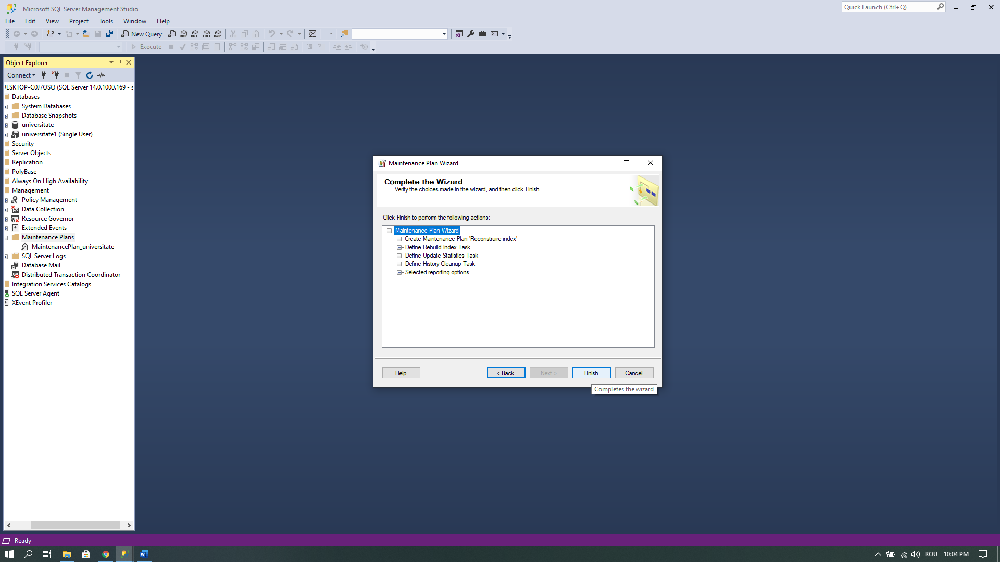 Microsoft SQL Server Management Studio
Quick Launch (Ctrl+Q)
File Edit View Project Tools Window Help
New Query
MDX DMX XMLA DAX
Execute
Object Explorer
Connect
DESKTOP-C0J7OSQ (SQL Server 14.0.1000.169 - s
Databases
System Databases
Database Snapshots
universitate
universitate1 (Single User)
Security
Server Objects
Replication
PolyBase
Always On High Availability
Management
Policy Management
Data Collection
Resource Governor
Extended Events
Maintenance Plans
MaintenancePlan_universitate
SQL Server Logs
Database Mail
Distributed Transaction Coordinator
Integration Services Catalogs
SQL Server Agent
XEvent Profiler
Maintenance Plan Wizard
Complete the Wizard
Verify the choices made in the wizard, and then click Finish.
Click Finish to perform the following actions:
Maintenance Plan Wizard
Create Maintenance Plan 'Reconstruire index'
Define Rebuild Index Task
Define Update Statistics Task
Define History Cleanup Task
Selected reporting options
Help < Back Next > Finish Cancel
Completes the wizard
Ready
ROU 10:04 PM